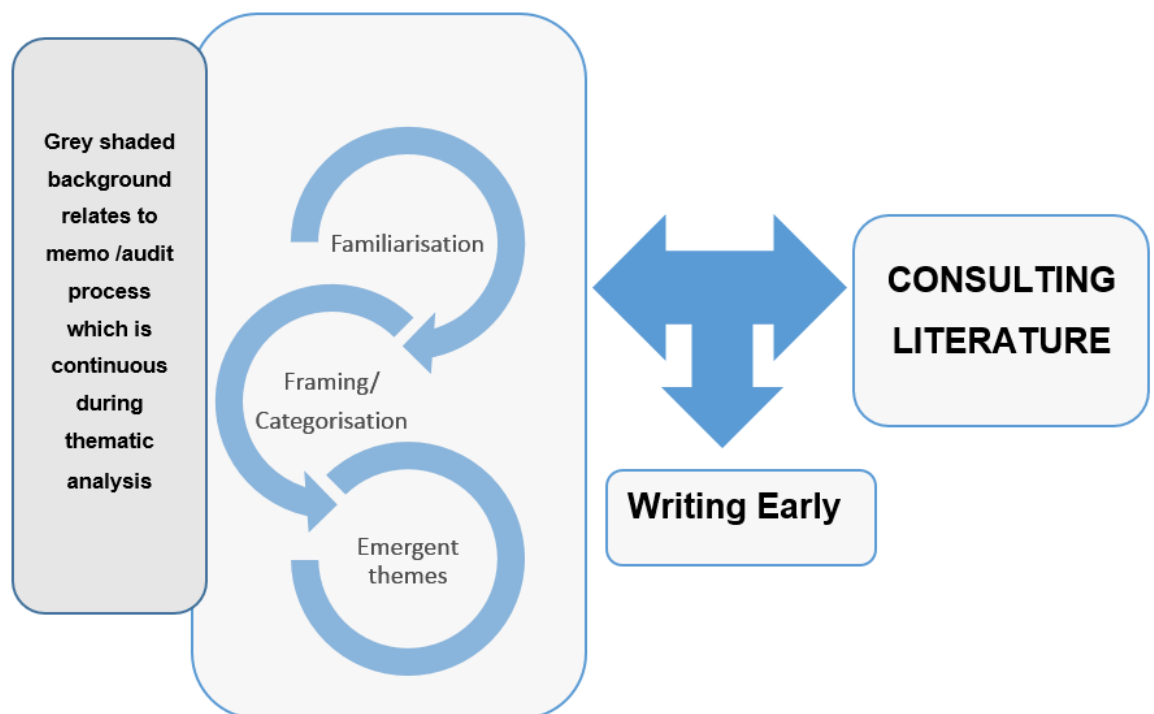 Grey shaded
background
relates to
memo /audit
process
which is
continuous
during
thematic
analysis
Familiarisation
Framing/
Categorisation
Emergent
themes
CONSULTING
LITERATURE
Writing Early